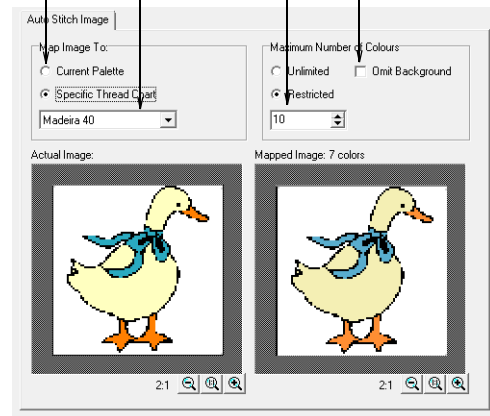 Auto Stitch Image
Map Image To:
Current Palette
Specific Thread Chart
Madeira 40
Maximum Number of Colours
Unlimited
Omit Background
Restricted
10
Actual Image:
Mapped Image: 7 colors
2:1
2:1